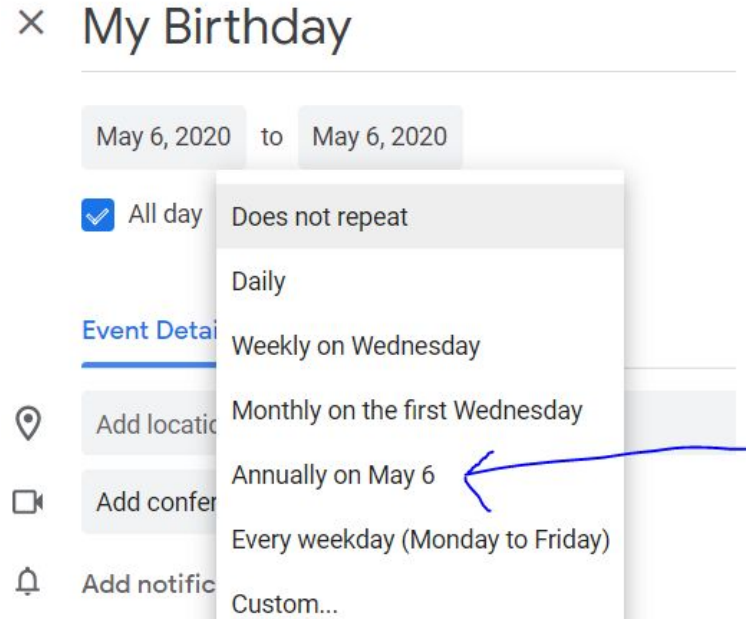 My Birthday
May 6, 2020 to May 6, 2020
All day
Does not repeat
Daily
Event Detai
Weekly on Wednesday
Monthly on the first Wednesday
Add locatio
Annually on May 6
Add confer
Every weekday (Monday to Friday)
Add notific
Custom...